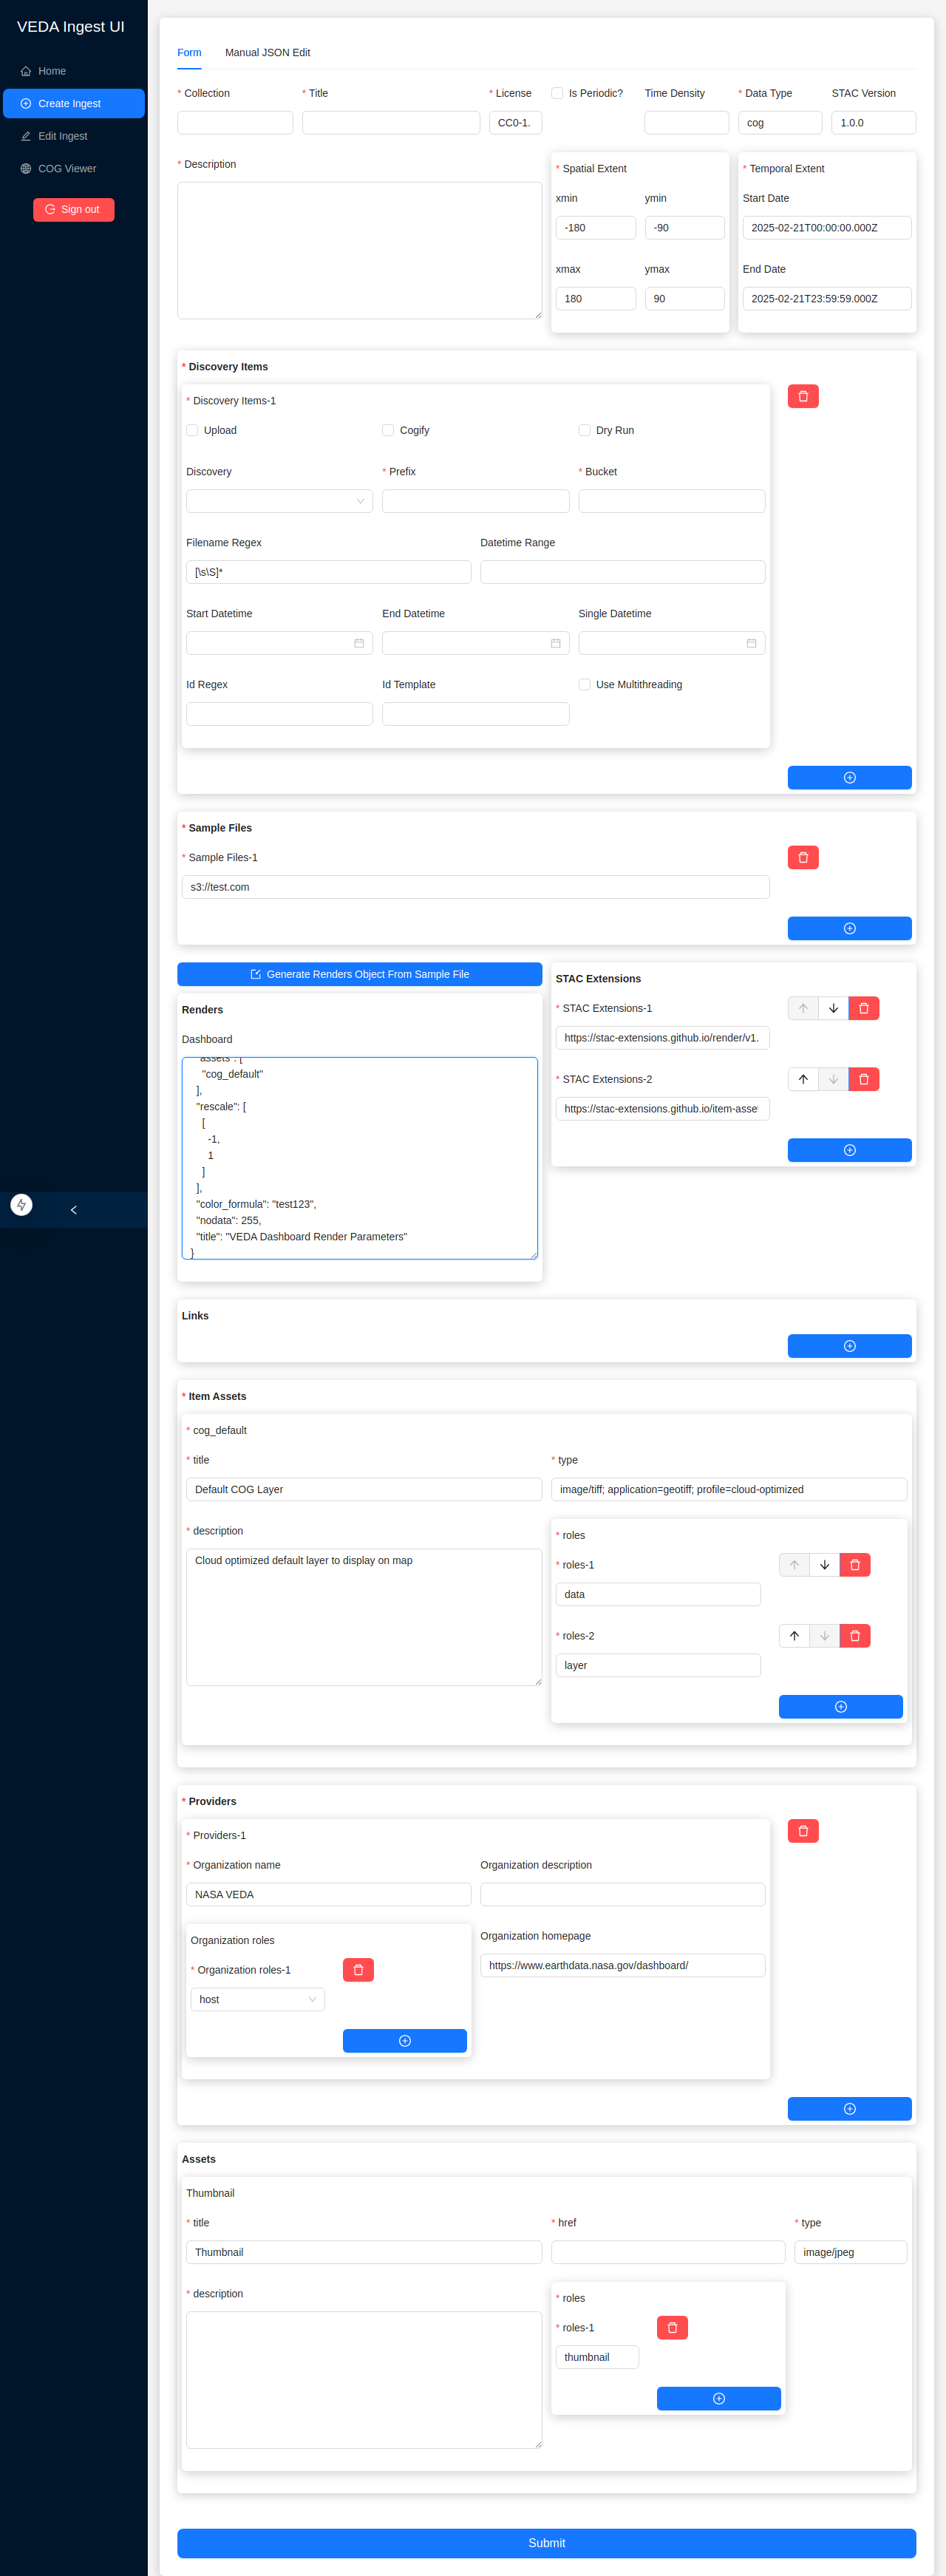 VEDA Ingest UI
Home
Create Ingest
Edit Ingest
COG Viewer
Sign out
Form Manual JSON Edit
* Collection * Title * License Is Periodic? Time Density * Data Type STAC Version
CC0-1. cog 1.0.0
* Description
* Spatial Extent
xmin ymin
-180 -90
xmax ymax
180 90
* Temporal Extent
Start Date
2025-02-21T00:00:00.000Z
End Date
2025-02-21T23:59:59.000Z
* Discovery Items
* Discovery Items-1
Upload Cogify Dry Run
Discovery * Prefix * Bucket
Filename Regex Datetime Range
[\s\S]*
Start Datetime End Datetime Single Datetime
Id Regex Id Template Use Multithreading
* Sample Files
* Sample Files-1
s3://test.com
Generate Renders Object From Sample File
Renders
Dashboard
"assets": [
"cog_default"
],
"rescale": [
[
-1,
1
]
],
"color_formula": "test123",
"nodata": 255,
"title": "VEDA Dashboard Render Parameters"
}
STAC Extensions
* STAC Extensions-1
https://stac-extensions.github.io/render/v1.
* STAC Extensions-2
https://stac-extensions.github.io/item-asse
Links
* Item Assets
* cog_default
* title * type
Default COG Layer image/tiff; application=geotiff; profile=cloud-optimized
* description
Cloud optimized default layer to display on map
* roles
* roles-1
data
* roles-2
layer
* Providers
* Providers-1
* Organization name Organization description
NASA VEDA
Organization roles
* Organization roles-1
host
Organization homepage
https://www.earthdata.nasa.gov/dashboard/
Assets
Thumbnail
* title * href * type
Thumbnail image/jpeg
* description
* roles
* roles-1
thumbnail
Submit